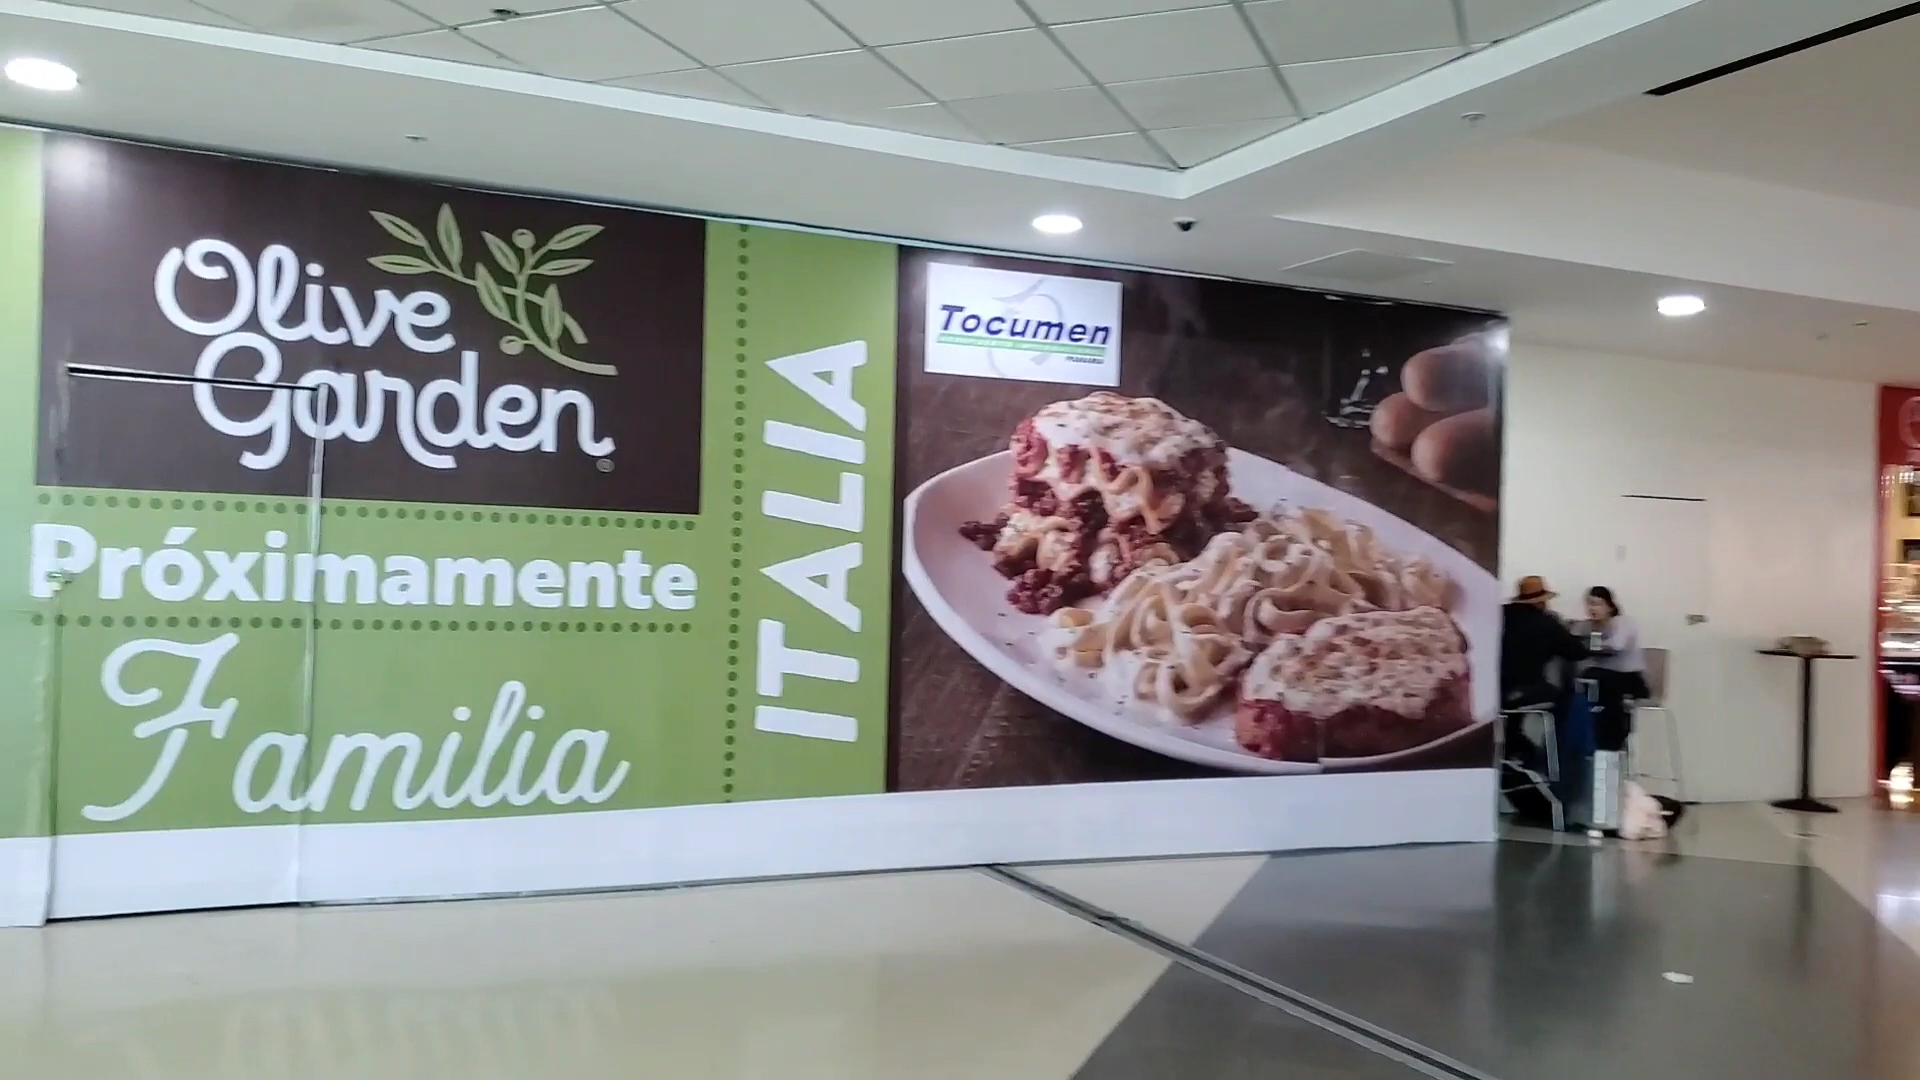 Olive
Garden
Próximamente
Familia
ITALIA
Tocumen